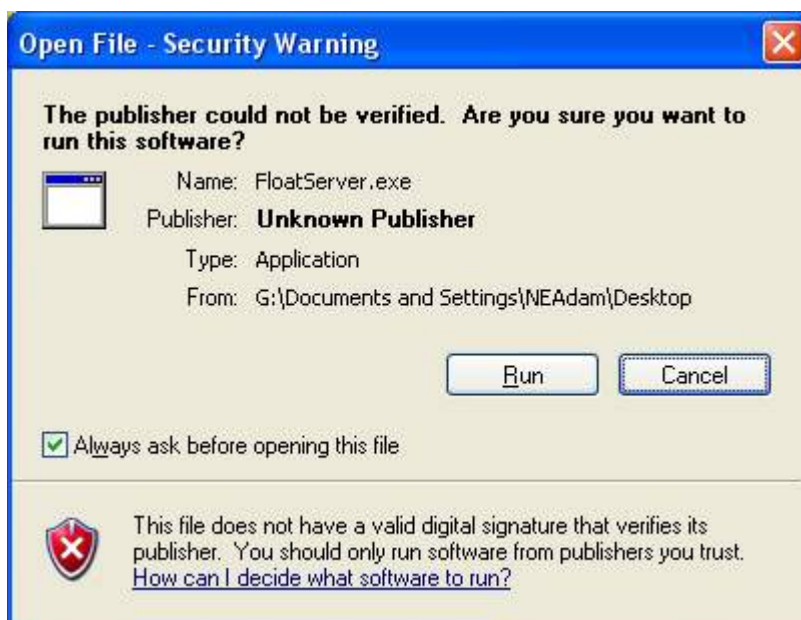 Open File - Security Warning
The publisher could not be verified.  Are you sure you want to
run this software?
Name: FloatServer.exe
Publisher: Unknown Publisher
Type: Application
From: G:\Documents and Settings\NEAdam\Desktop
Run Cancel
Always ask before opening this file
This file does not have a valid digital signature that verifies its
publisher.  You should only run software from publishers you trust.
How can I decide what software to run?